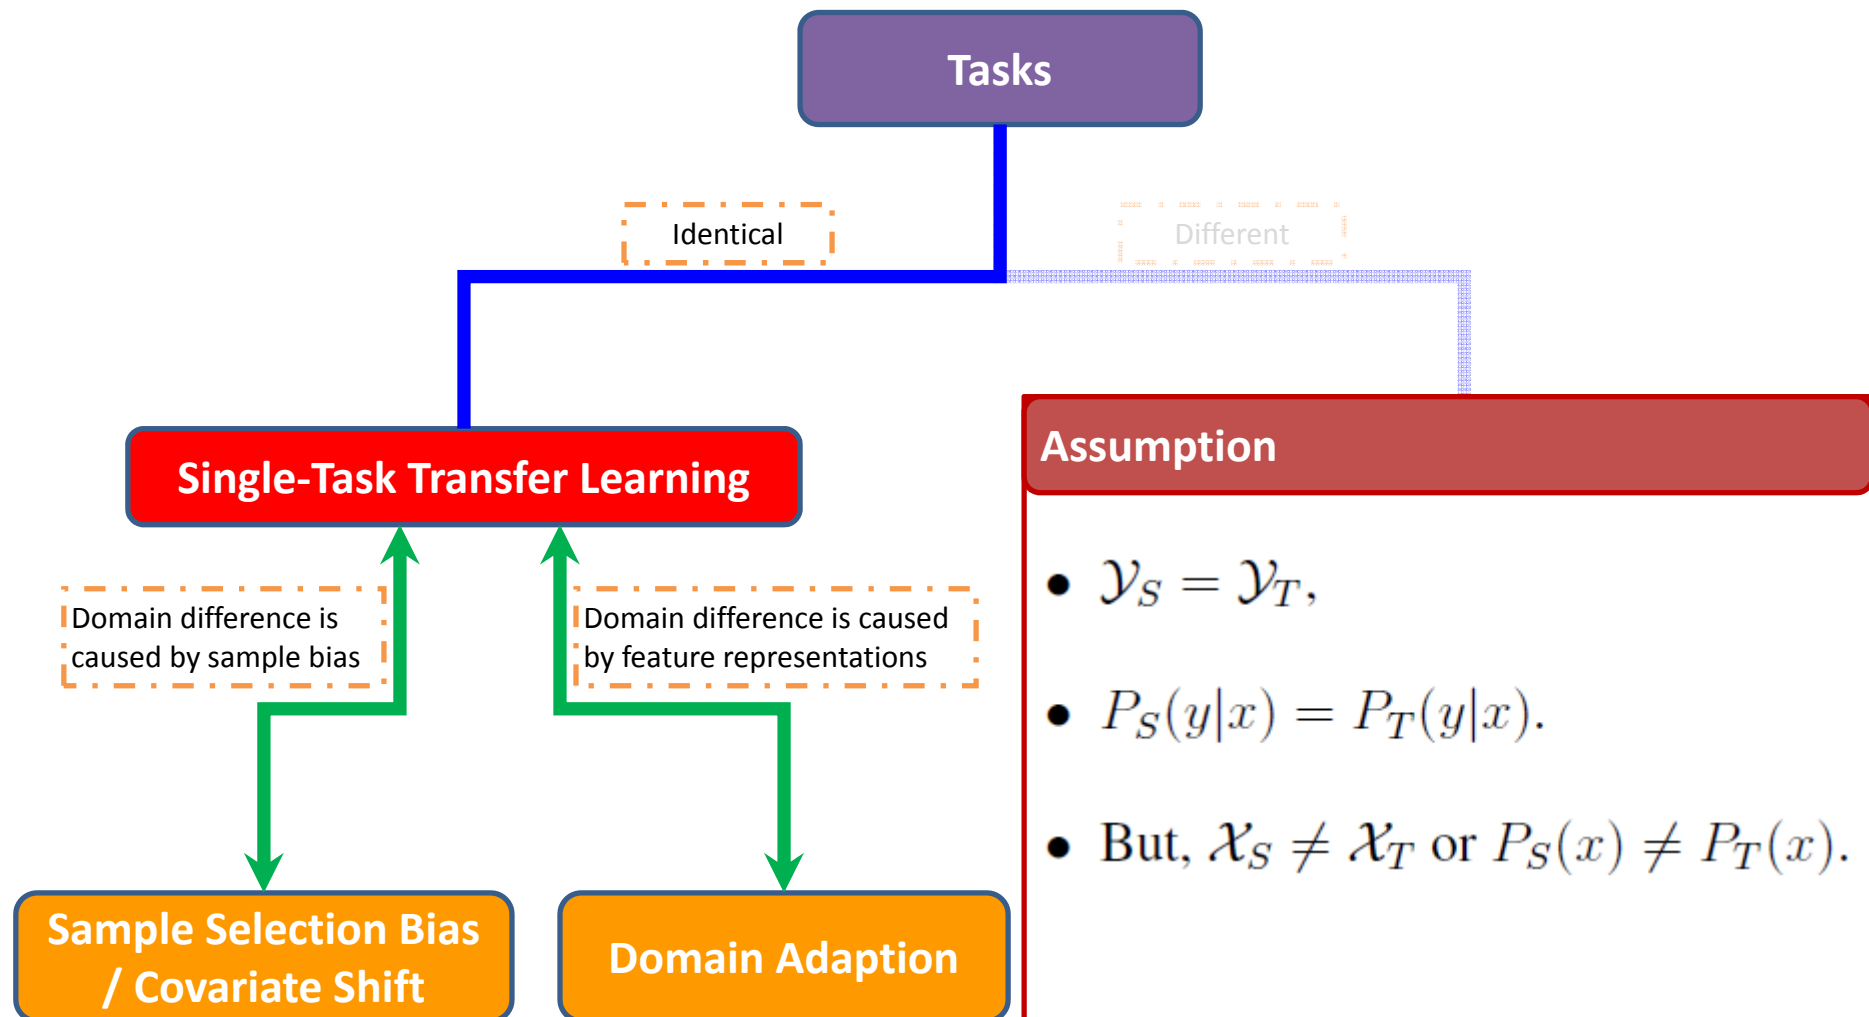 Tasks
Identical
Different
Single-Task Transfer Learning
Domain difference is
caused by sample bias
Domain difference is caused
by feature representations
Sample Selection Bias
/ Covariate Shift
Domain Adaption
Assumption
• 𝒴_S = 𝒴_T,
• P_S(y|x) = P_T(y|x).
• But, 𝒳_S ≠ 𝒳_T or P_S(x) ≠ P_T(x).